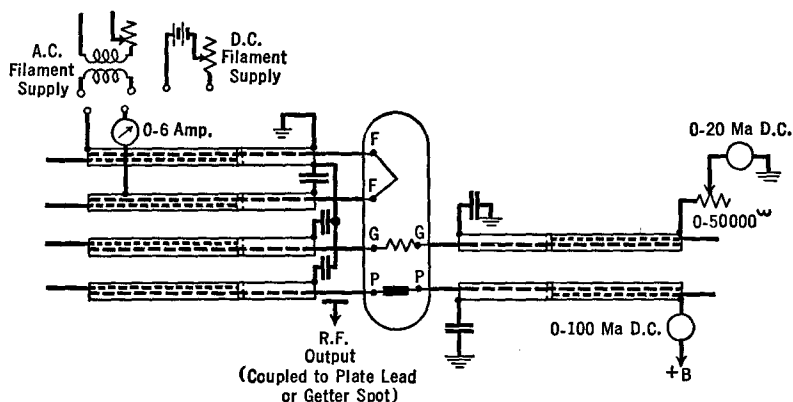 A.C.
Filament
Supply
D.C.
Filament
Supply
0-6 Amp.
F
F
G
G
P
P
0-20 Ma D.C.
0-50000ω
0-100 Ma D.C.
+B
R.F.
Output
(Coupled to Plate Lead
or Getter Spot)